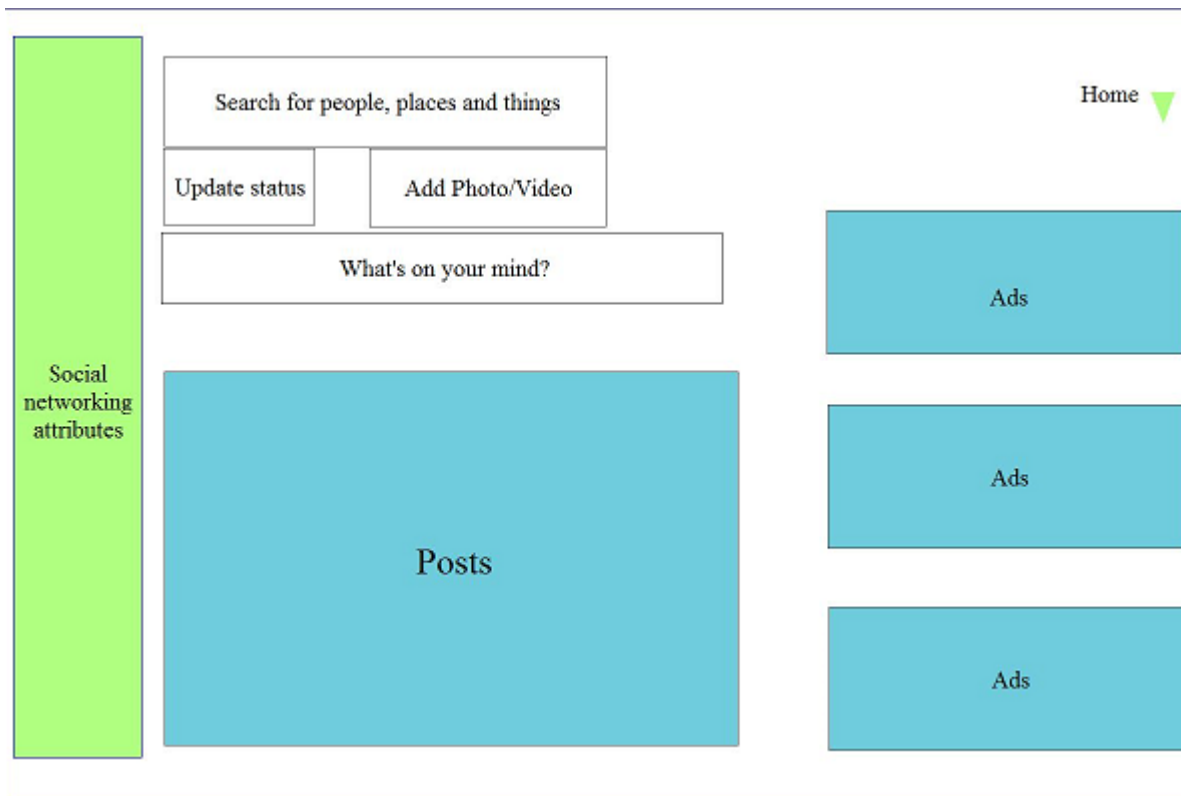 Search for people, places and things
Home
Update status
Add Photo/Video
What's on your mind?
Ads
Social
networking
attributes
Ads
Posts
Ads